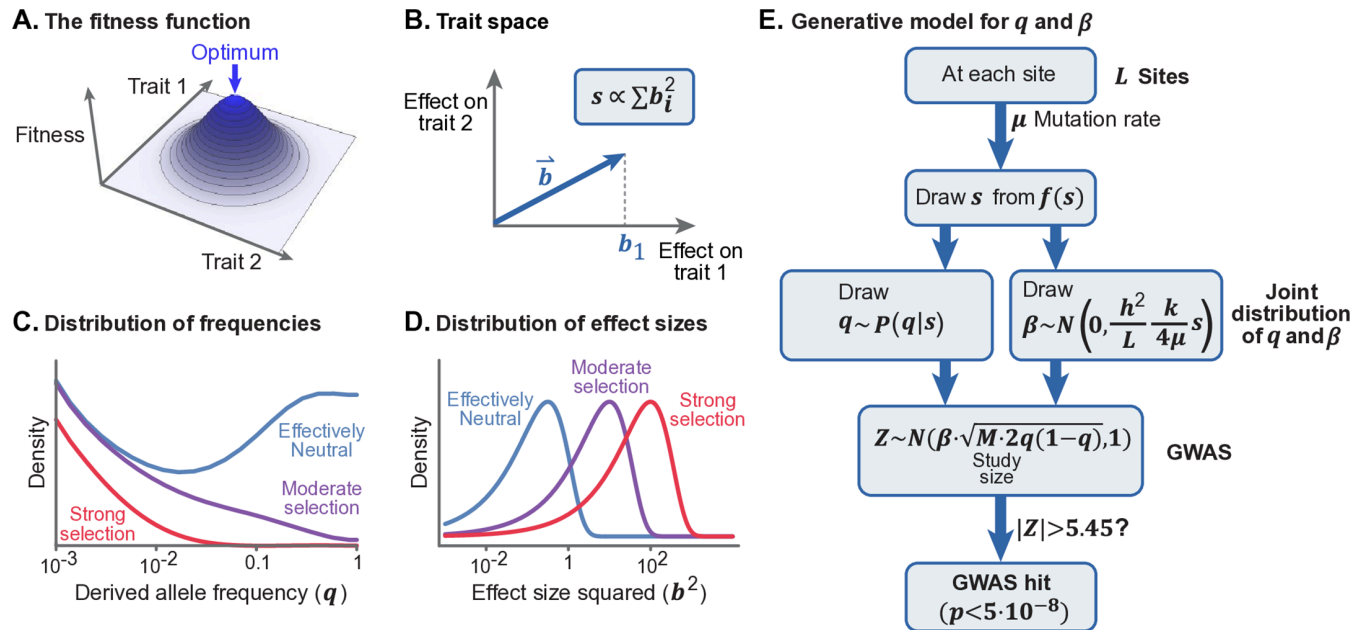 A. The fitness function
Optimum
Trait 1
Fitness
Trait 2
B. Trait space
Effect on
trait 2
s ∝ ∑b_i^2
b⃗
b_1
Effect on
trait 1
C. Distribution of frequencies
Density
Effectively
Neutral
Moderate
selection
Strong
selection
10^-3
10^-2
0.1
1
Derived allele frequency (q)
D. Distribution of effect sizes
Density
Effectively
Neutral
Moderate
selection
Strong
selection
10^-2
1
10^2
Effect size squared (b^2)
E. Generative model for q and β
At each site
L Sites
μ Mutation rate
Draw s from f(s)
Draw
q~P(q|s)
Draw
β~N(0, h^2/L k/4μ s)
Joint
distribution
of q and β
Z~N(β·√M·2q(1−q),1)
Study
size
GWAS
|Z|>5.45?
GWAS hit
(p<5·10^-8)